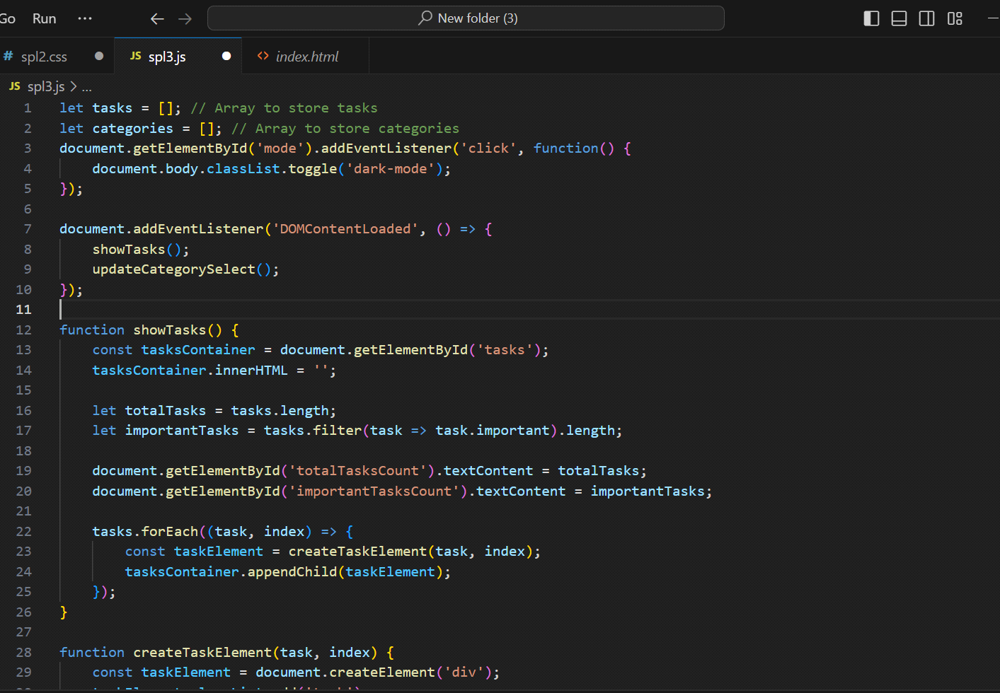 Go Run ··· New folder (3)
# spl2.css JS spl3.js <> index.html
JS spl3.js > ...
1 let tasks = []; // Array to store tasks
2 let categories = []; // Array to store categories
3 document.getElementById('mode').addEventListener('click', function() {
4 document.body.classList.toggle('dark-mode');
5 });
6
7 document.addEventListener('DOMContentLoaded', () => {
8 showTasks();
9 updateCategorySelect();
10 });
11
12 function showTasks() {
13 const tasksContainer = document.getElementById('tasks');
14 tasksContainer.innerHTML = '';
15
16 let totalTasks = tasks.length;
17 let importantTasks = tasks.filter(task => task.important).length;
18
19 document.getElementById('totalTasksCount').textContent = totalTasks;
20 document.getElementById('importantTasksCount').textContent = importantTasks;
21
22 tasks.forEach((task, index) => {
23 const taskElement = createTaskElement(task, index);
24 tasksContainer.appendChild(taskElement);
25 });
26 }
27
28 function createTaskElement(task, index) {
29 const taskElement = document.createElement('div');